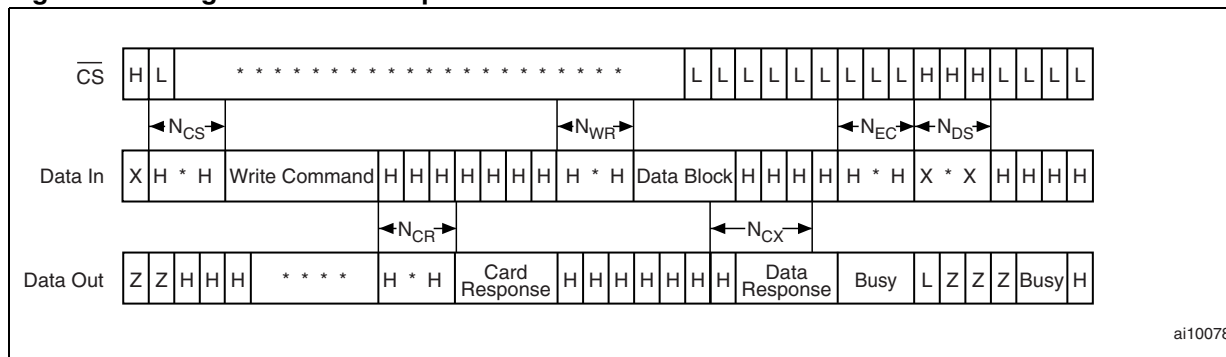 CS H L * * * * * * * * * * * * * * * * * * * * * L L L L L L L L L H H H L L L L
NCS NWR NEC NDS
Data In X H * H Write Command H H H H H H H H * H Data Block H H H H H * H X * X H H H H
NCR NCX
Data Out Z Z H H H * * * * H * H Card Response H H H H H H H Data Response Busy L Z Z Z Busy H
ai10078